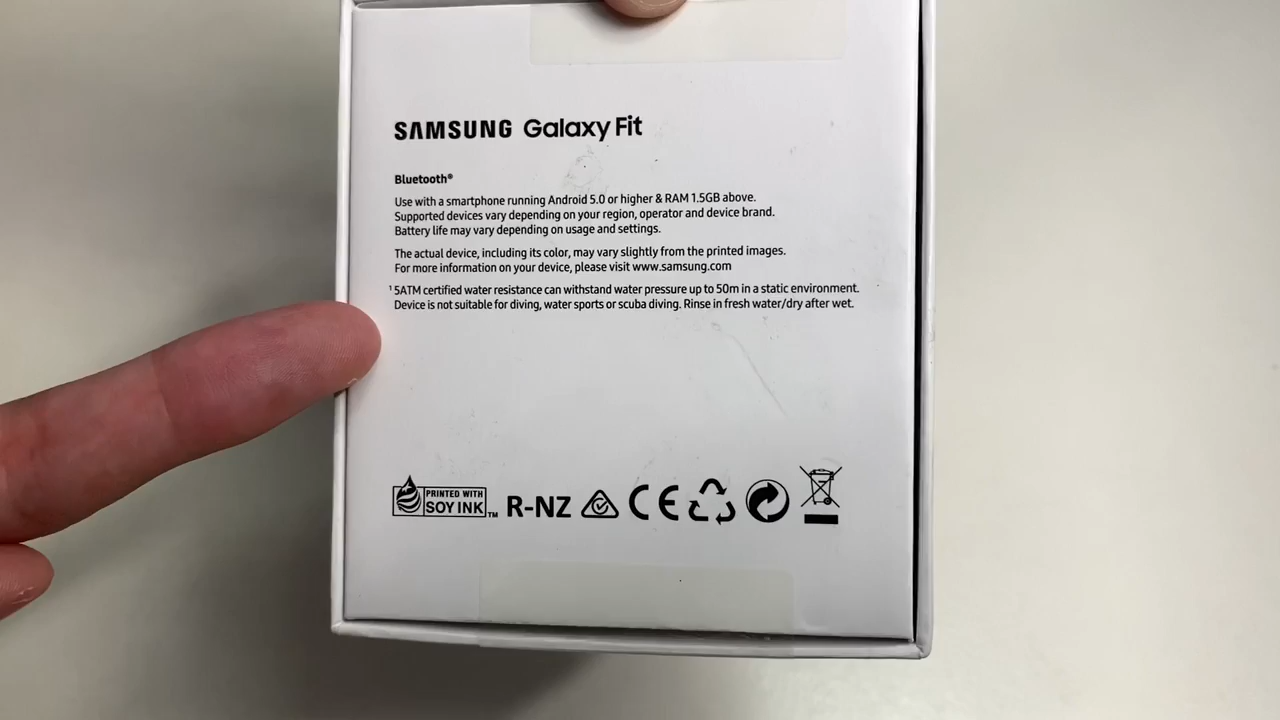 SAMSUNG Galaxy Fit
Bluetooth®
Use with a smartphone running Android 5.0 or higher & RAM 1.5GB above.
Supported devices vary depending on your region, operator and device brand.
Battery life may vary depending on usage and settings.
The actual device, including its color, may vary slightly from the printed images.
For more information on your device, please visit www.samsung.com
¹ 5ATM certified water resistance can withstand water pressure up to 50m in a static environment.
Device is not suitable for diving, water sports or scuba diving. Rinse in fresh water/dry after wet.
PRINTED WITH
SOY INK™ R-NZ CE